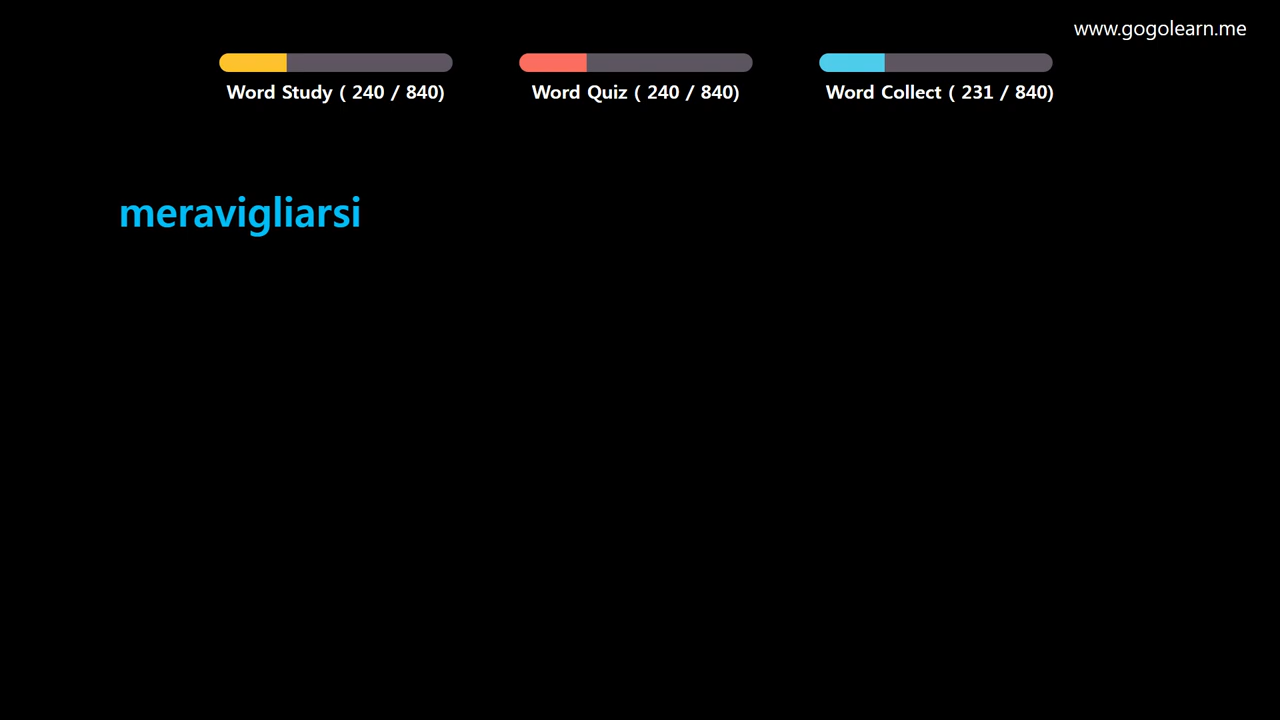 www.gogolearn.me
Word Study ( 240 / 840)
Word Quiz ( 240 / 840)
Word Collect ( 231 / 840)
meravigliarsi